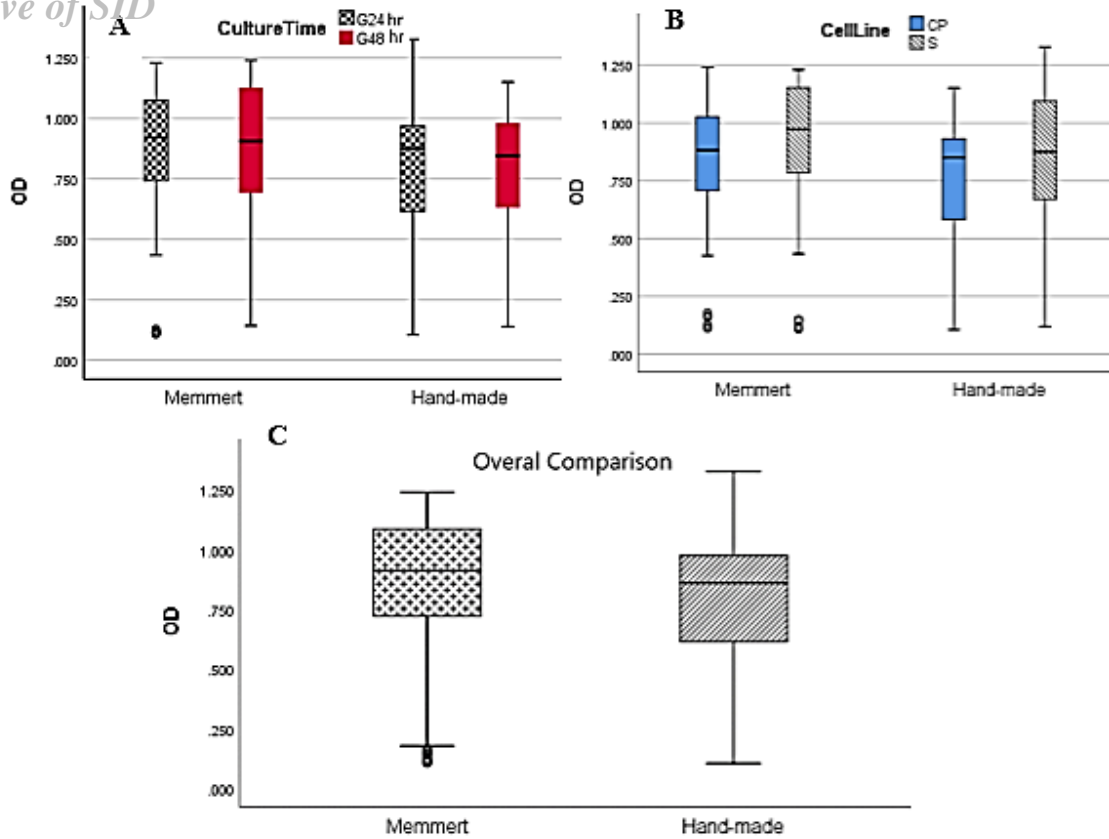 ve of SID
A
CultureTime
G24 hr
G48 hr
OD
1.250
1.000
.750
.500
.250
.000
Memmert Hand-made
B
CellLine
CP
S
OD
1.250
1.000
.750
.500
.250
.000
Memmert Hand-made
C
Overal Comparison
OD
1.250
1.000
.750
.500
.250
.000
Memmert Hand-made